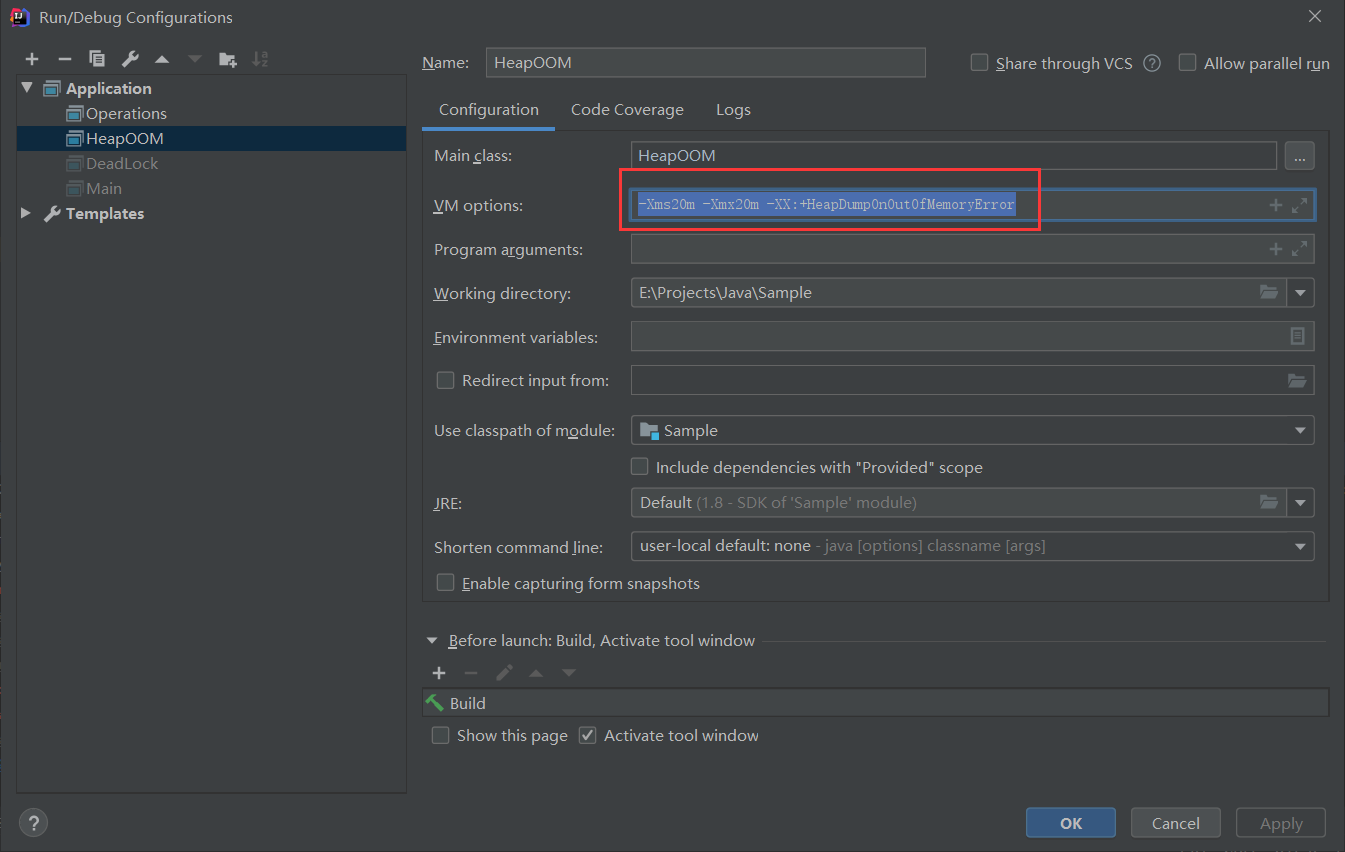 Run/Debug Configurations
Name: HeapOOM Share through VCS ? Allow parallel run
Application
Operations
HeapOOM
DeadLock
Main
Templates
Configuration Code Coverage Logs
Main class: HeapOOM ...
VM options: -Xms20m -Xmx20m -XX:+HeapDumpOnOutOfMemoryError
Program arguments:
Working directory: E:\Projects\Java\Sample
Environment variables:
Redirect input from:
Use classpath of module: Sample
Include dependencies with "Provided" scope
JRE: Default (1.8 - SDK of 'Sample' module)
Shorten command line: user-local default: none - java [options] classname [args]
Enable capturing form snapshots
Before launch: Build, Activate tool window
Build
Show this page Activate tool window
? OK Cancel Apply